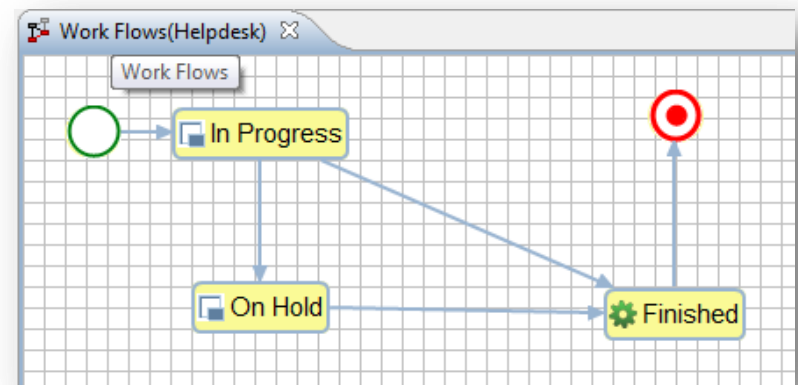 Work Flows(Helpdesk)
Work Flows
In Progress
On Hold
Finished